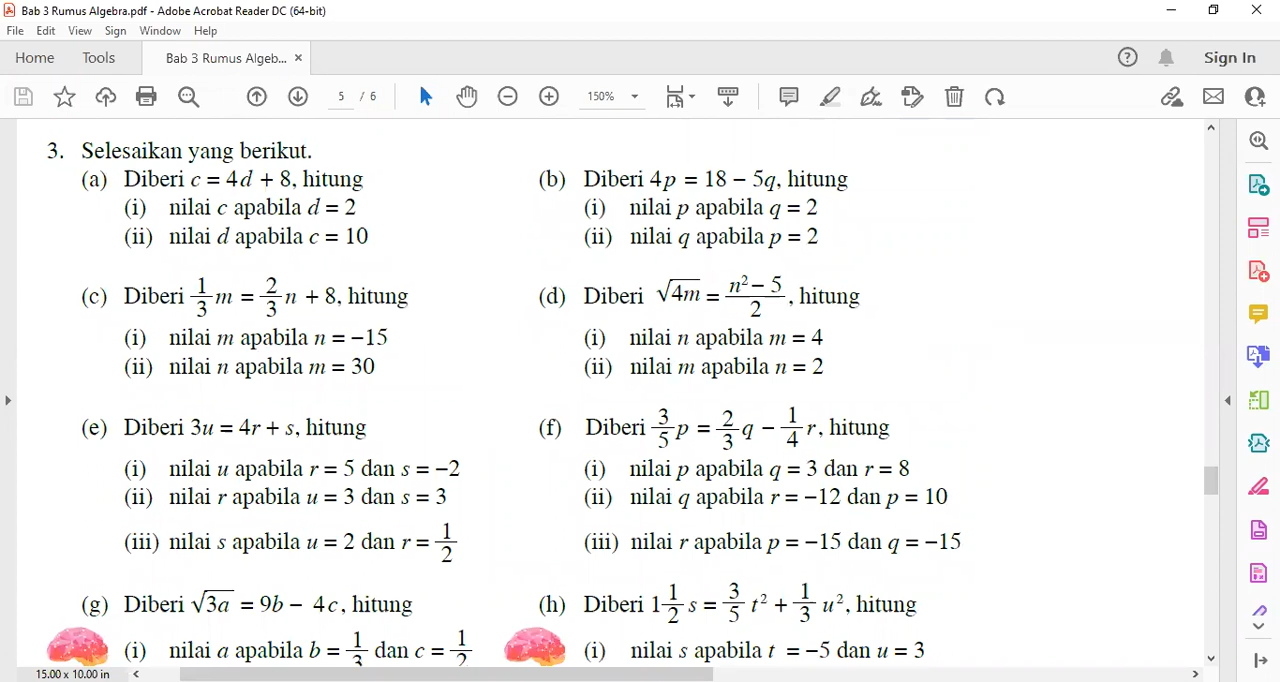 Bab 3 Rumus Algebra.pdf - Adobe Acrobat Reader DC (64-bit)
File Edit View Sign Window Help
Home Tools Bab 3 Rumus Algeb... × Sign In
5 / 6 150%
3. Selesaikan yang berikut.
(a) Diberi c = 4d + 8, hitung
(i) nilai c apabila d = 2
(ii) nilai d apabila c = 10
(b) Diberi 4p = 18 − 5q, hitung
(i) nilai p apabila q = 2
(ii) nilai q apabila p = 2
(c) Diberi 1/3 m = 2/3 n + 8, hitung
(i) nilai m apabila n = −15
(ii) nilai n apabila m = 30
(d) Diberi √4m = (n² − 5)/2, hitung
(i) nilai n apabila m = 4
(ii) nilai m apabila n = 2
(e) Diberi 3u = 4r + s, hitung
(i) nilai u apabila r = 5 dan s = −2
(ii) nilai r apabila u = 3 dan s = 3
(iii) nilai s apabila u = 2 dan r = 1/2
(f) Diberi 3/5 p = 2/3 q − 1/4 r, hitung
(i) nilai p apabila q = 3 dan r = 8
(ii) nilai q apabila r = −12 dan p = 10
(iii) nilai r apabila p = −15 dan q = −15
(g) Diberi √3a = 9b − 4c, hitung
(i) nilai a apabila b = 1/3 dan c = 1/2
(h) Diberi 1 1/2 s = 3/5 t² + 1/3 u², hitung
(i) nilai s apabila t = −5 dan u = 3
15.00 x 10.00 in